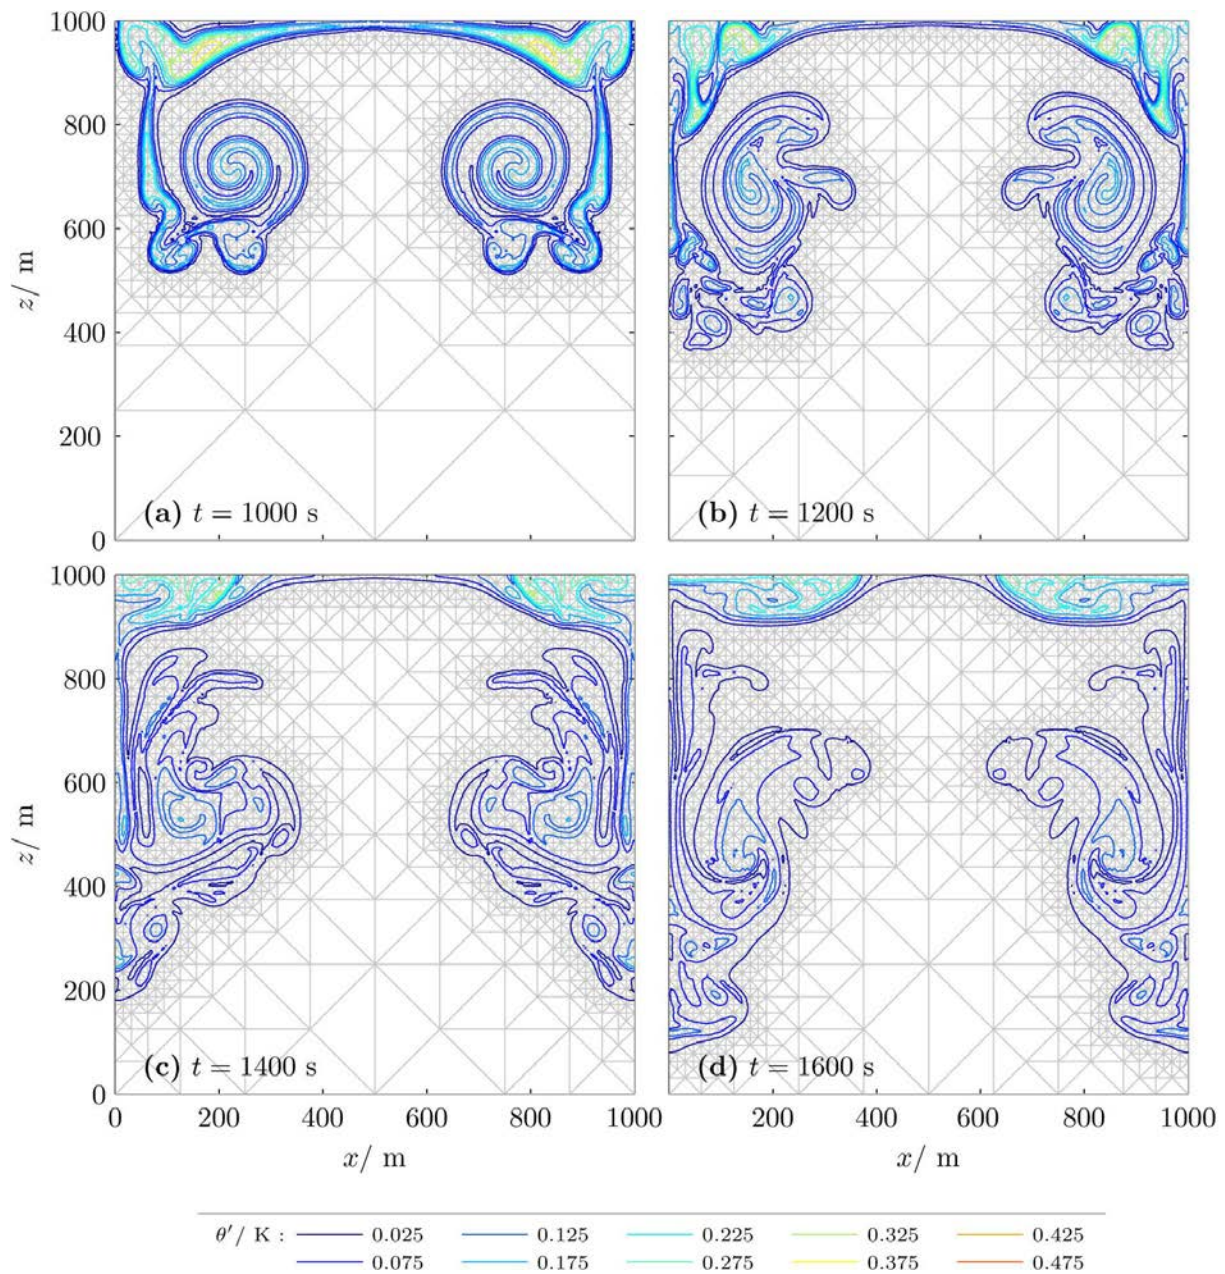 1000
800
600
400
200
0
z/ m
(a) t = 1000 s
(b) t = 1200 s
1000
800
600
400
200
0
z/ m
(c) t = 1400 s
(d) t = 1600 s
0 200 400 600 800 1000
200 400 600 800 1000
x/ m
x/ m
θ′/ K : 0.025 0.125 0.225 0.325 0.425
0.075 0.175 0.275 0.375 0.475